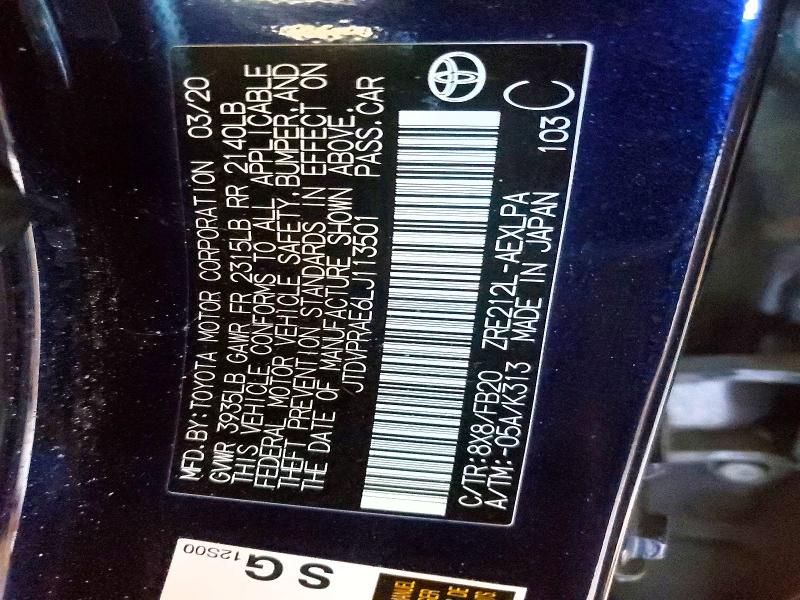 MFD.BY:TOYOTA MOTOR CORPORATION 03/20
GVWR 3935LB GAWR FR 2315LB RR 2140LB
THIS VEHICLE CONFORMS TO ALL APPLICABLE
FEDERAL MOTOR VEHICLE SAFETY, BUMPER, AND
THEFT PREVENTION STANDARDS IN EFFECT ON
THE DATE OF MANUFACTURE SHOWN ABOVE.
JTDVPRAE6LJ113501 PASS.CAR
C/TR:8X8/FB20 ZRE212L-AEXLPA
A/TM:-05A/K313 MADE IN JAPAN 103 C
SG 12S00